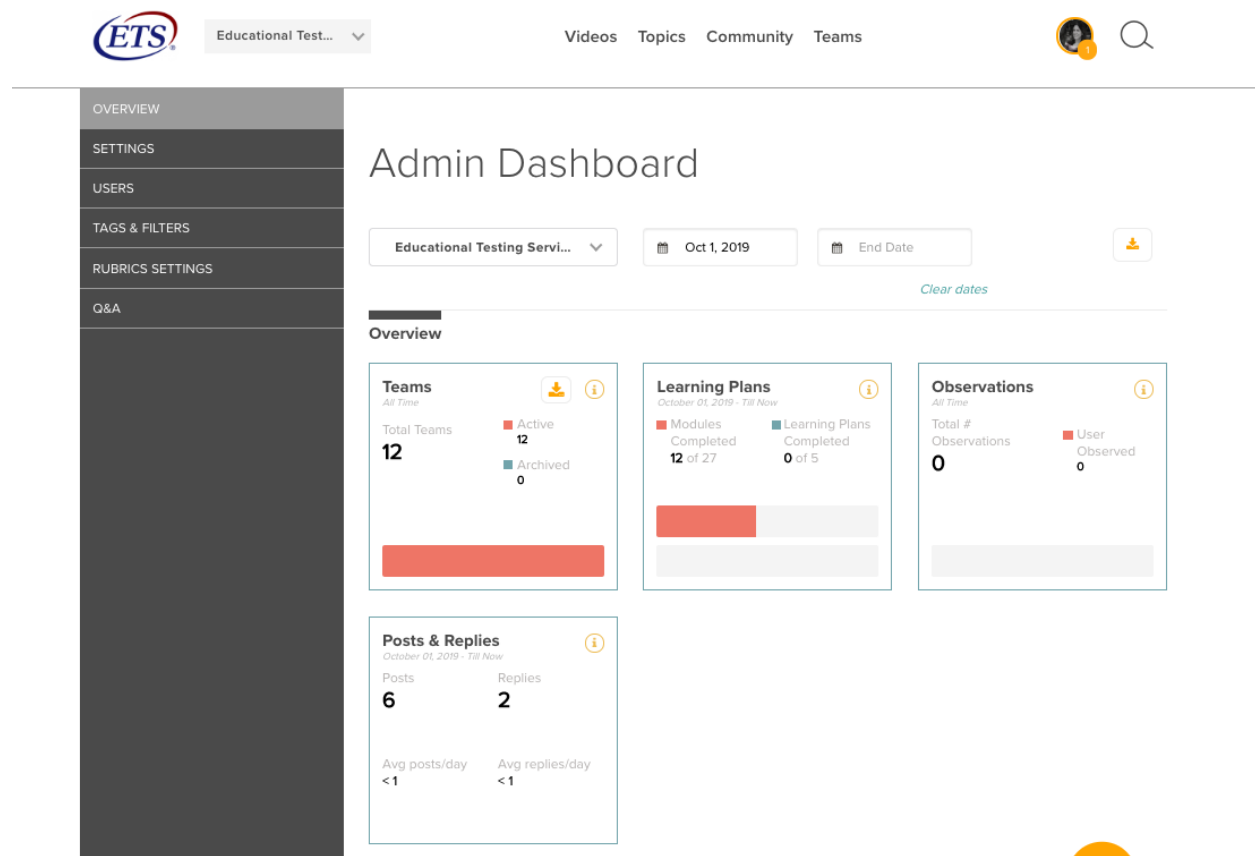 ETS®
Educational Test...
Videos Topics Community Teams
1
OVERVIEW
SETTINGS
USERS
TAGS & FILTERS
RUBRICS SETTINGS
Q&A
Admin Dashboard
Educational Testing Servi...
Oct 1, 2019
End Date
Clear dates
Overview
Teams
All Time
Total Teams
12
Active
12
Archived
0
Learning Plans
October 01, 2019 - Till Now
Modules
Completed
12 of 27
Learning Plans
Completed
0 of 5
Observations
All Time
Total #
Observations
0
User
Observed
0
Posts & Replies
October 01, 2019 - Till Now
Posts
6
Replies
2
Avg posts/day
< 1
Avg replies/day
< 1